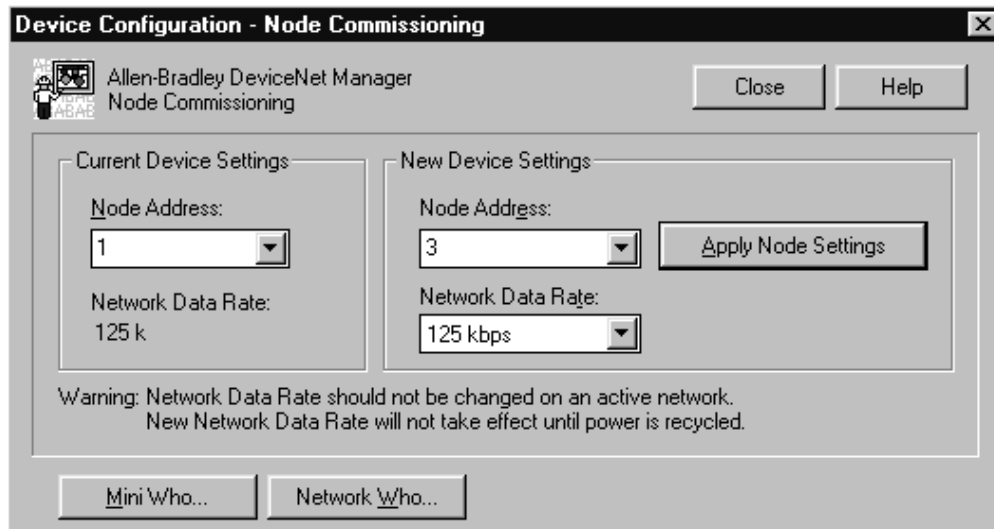 Device Configuration - Node Commissioning
Allen-Bradley DeviceNet Manager
Node Commissioning
Close
Help
Current Device Settings
Node Address:
1
Network Data Rate:
125 k
New Device Settings
Node Address:
3
Apply Node Settings
Network Data Rate:
125 kbps
Warning: Network Data Rate should not be changed on an active network.
New Network Data Rate will not take effect until power is recycled.
Mini Who...
Network Who...